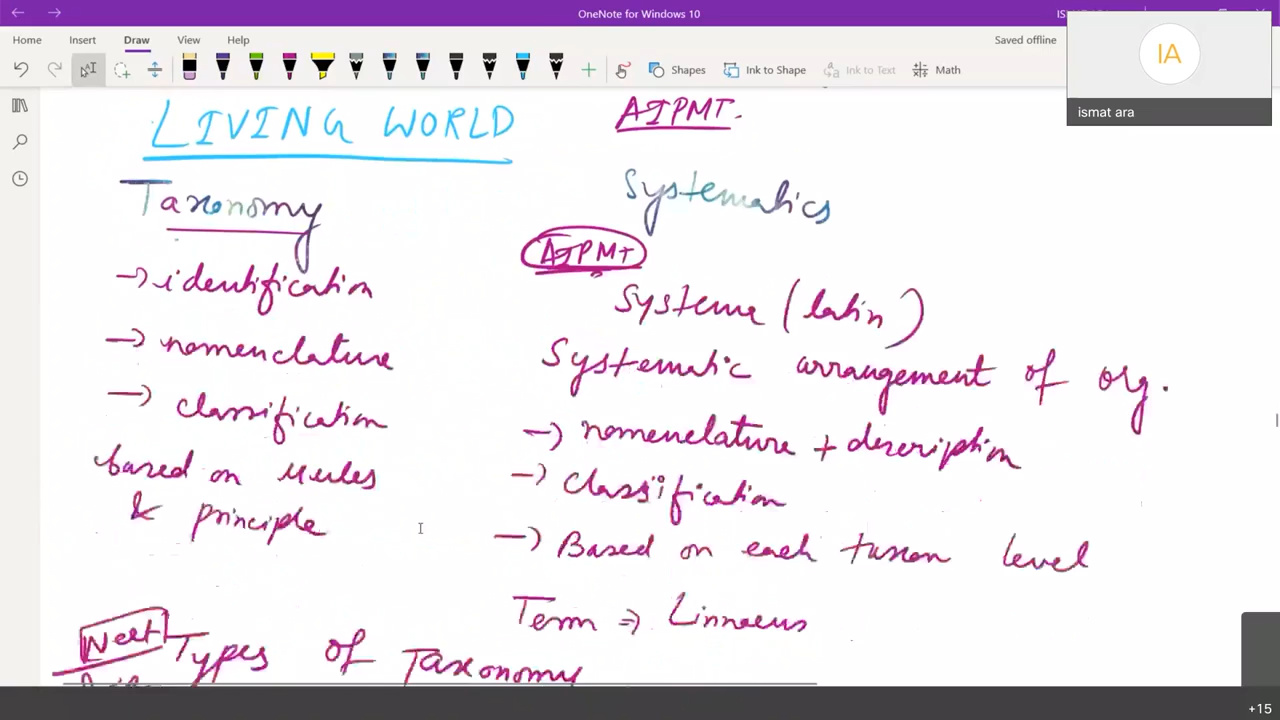 OneNote for Windows 10
Home Insert Draw View Help
Saved offline
Shapes Ink to Shape Ink to Text Math
IA
ismat ara
LIVING WORLD
AIPMT.
Taxonomy
Systematics
AIPMT
→ identification
Systema (latin)
→ nomenclature
Systematic arrangement of org.
→ classification
→ nomenclature + description
based on rules
→ classification
& principle
→ Based on each taxon level
Term ⇒ Linnaeus
Neet Types of Taxonomy
+15